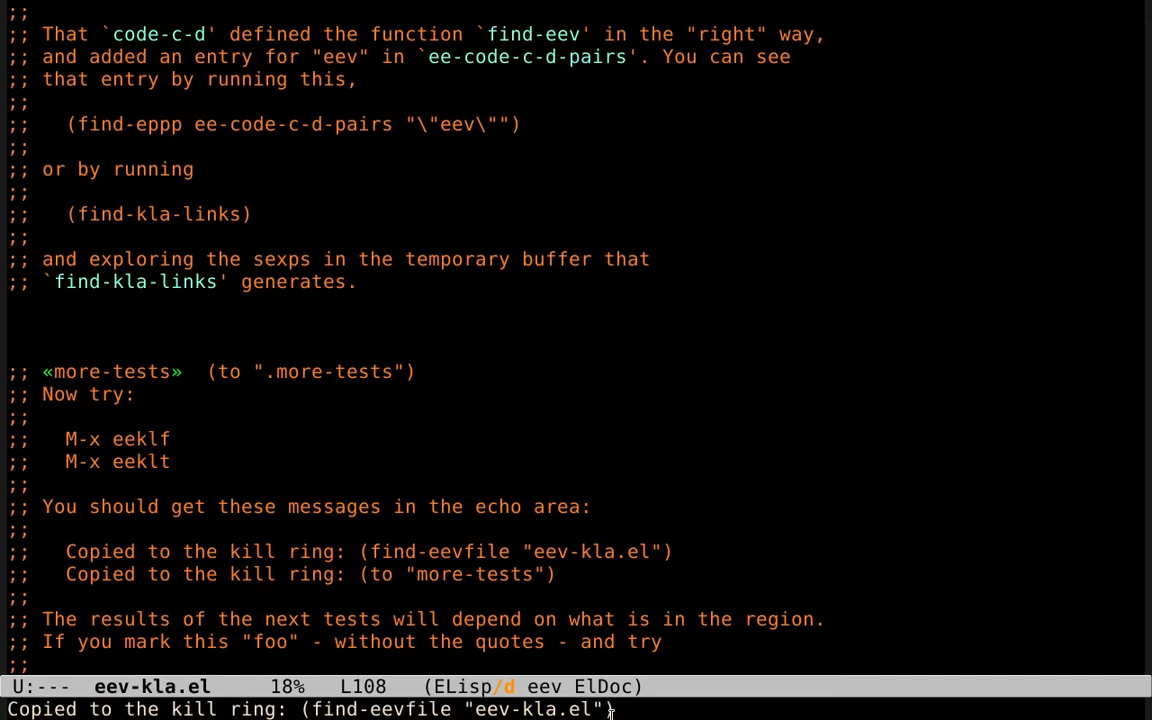 ;;
;; That `code-c-d' defined the function `find-eev' in the "right" way,
;; and added an entry for "eev" in `ee-code-c-d-pairs'. You can see
;; that entry by running this,
;;
;;   (find-eppp ee-code-c-d-pairs "\"eev\"")
;;
;; or by running
;;
;;   (find-kla-links)
;;
;; and exploring the sexps in the temporary buffer that
;; `find-kla-links' generates.
;; «more-tests»  (to ".more-tests")
;; Now try:
;;
;;   M-x eeklf
;;   M-x eeklt
;;
;; You should get these messages in the echo area:
;;
;;   Copied to the kill ring: (find-eevfile "eev-kla.el")
;;   Copied to the kill ring: (to "more-tests")
;;
;; The results of the next tests will depend on what is in the region.
;; If you mark this "foo" - without the quotes - and try
;;
U:---  eev-kla.el     18%   L108   (ELisp/d eev ElDoc)
Copied to the kill ring: (find-eevfile "eev-kla.el")